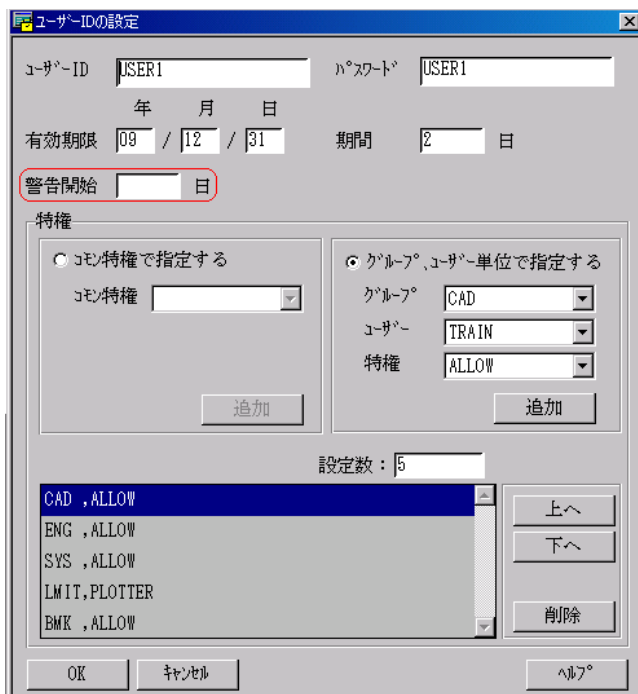 ユーザーIDの設定
ユーザーID USER1 パスワード USER1
年 月 日
有効期限 09 / 12 / 31 期間 2 日
警告開始 日
特権
コモン特権で指定する
コモン特権
追加
グループ、ユーザー単位で指定する
グループ CAD
ユーザー TRAIN
特権 ALLOW
追加
設定数：5
CAD ,ALLOW
ENG ,ALLOW
SYS ,ALLOW
LMIT,PLOTTER
BMK ,ALLOW
上へ
下へ
削除
OK キャンセル ヘルプ